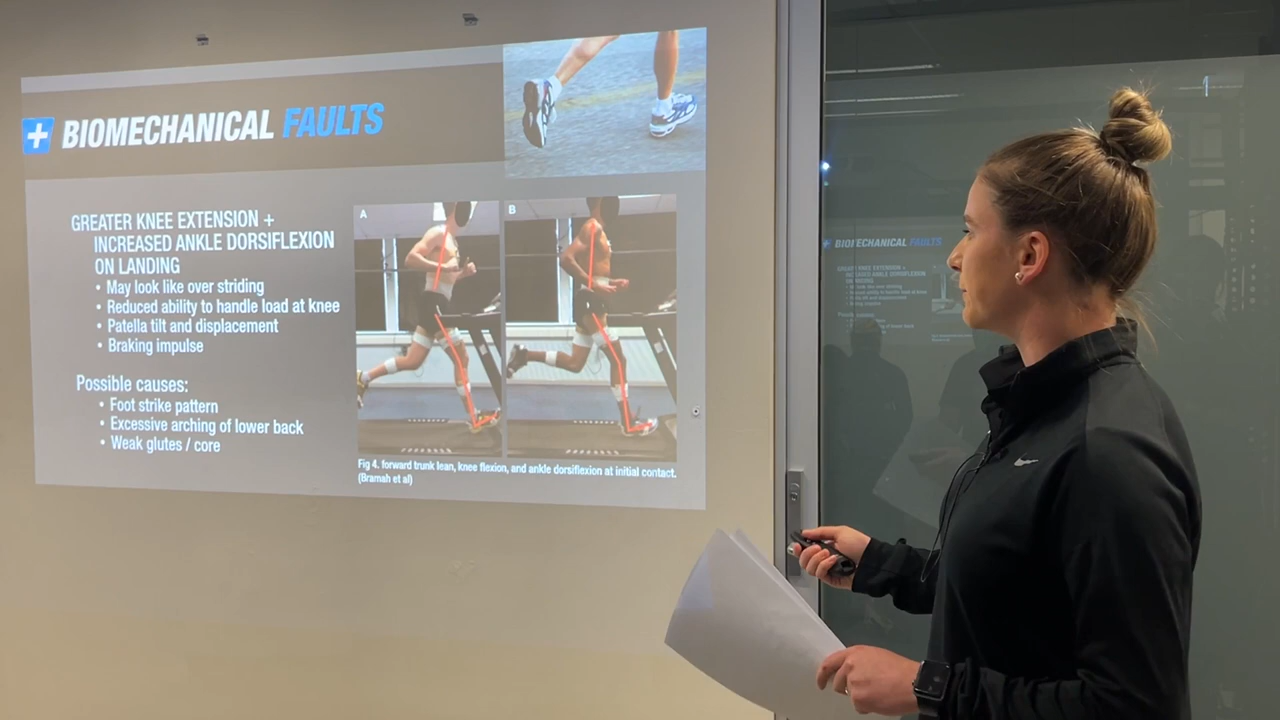 BIOMECHANICAL FAULTS
GREATER KNEE EXTENSION +
INCREASED ANKLE DORSIFLEXION
ON LANDING
• May look like over striding
• Reduced ability to handle load at knee
• Patella tilt and displacement
• Braking impulse
Possible causes:
• Foot strike pattern
• Excessive arching of lower back
• Weak glutes / core
A
B
Fig 4. forward trunk lean, knee flexion, and ankle dorsiflexion at initial contact.
(Bramah et al)
BIOMECHANICAL FAULTS